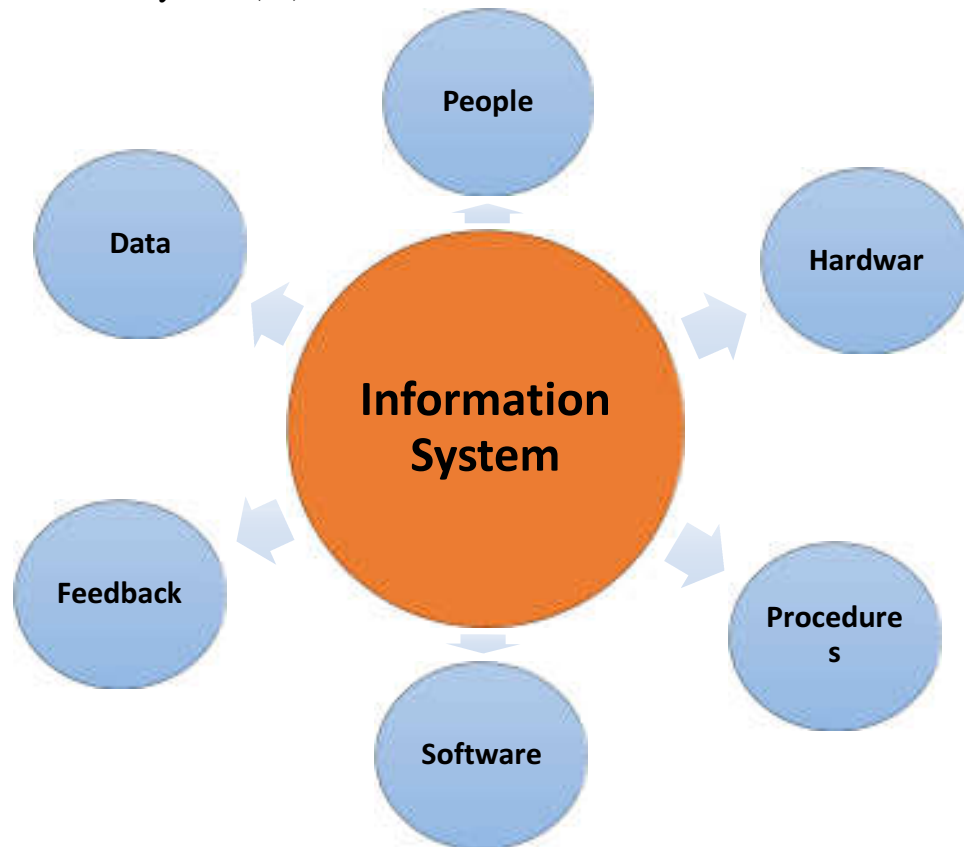 People
Data
Hardwar
Information
System
Feedback
Procedure
s
Software